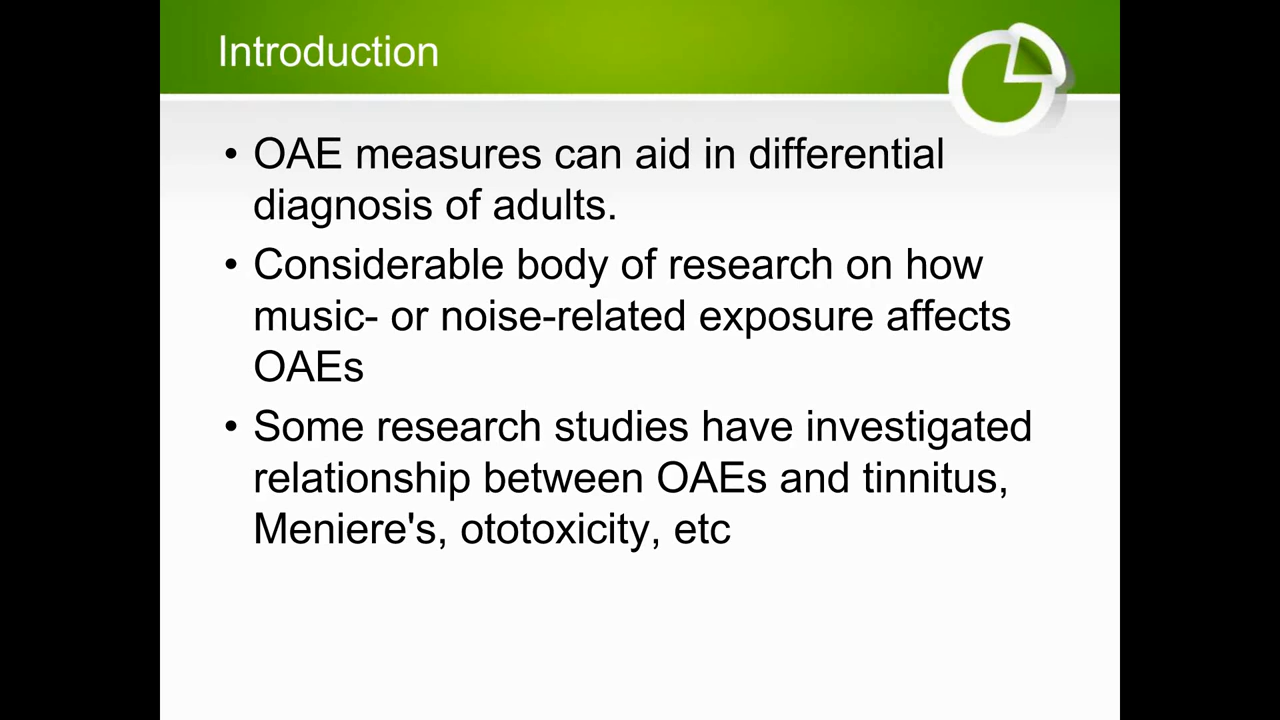 Introduction
• OAE measures can aid in differential
diagnosis of adults.
• Considerable body of research on how
music- or noise-related exposure affects
OAEs
• Some research studies have investigated
relationship between OAEs and tinnitus,
Meniere's, ototoxicity, etc